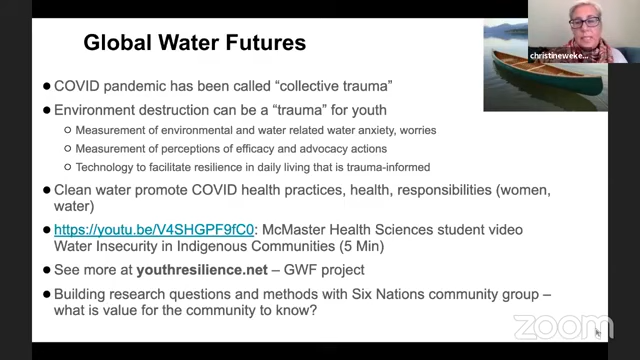 Global Water Futures
christineweke...
● COVID pandemic has been called “collective trauma”
● Environment destruction can be a “trauma” for youth
○ Measurement of environmental and water related water anxiety, worries
○ Measurement of perceptions of efficacy and advocacy actions
○ Technology to facilitate resilience in daily living that is trauma-informed
● Clean water promote COVID health practices, health, responsibilities (women,
water)
● https://youtu.be/V4SHGPF9fC0: McMaster Health Sciences student video
Water Insecurity in Indigenous Communities (5 Min)
● See more at youthresilience.net – GWF project
● Building research questions and methods with Six Nations community group –
what is value for the community to know?
zoom